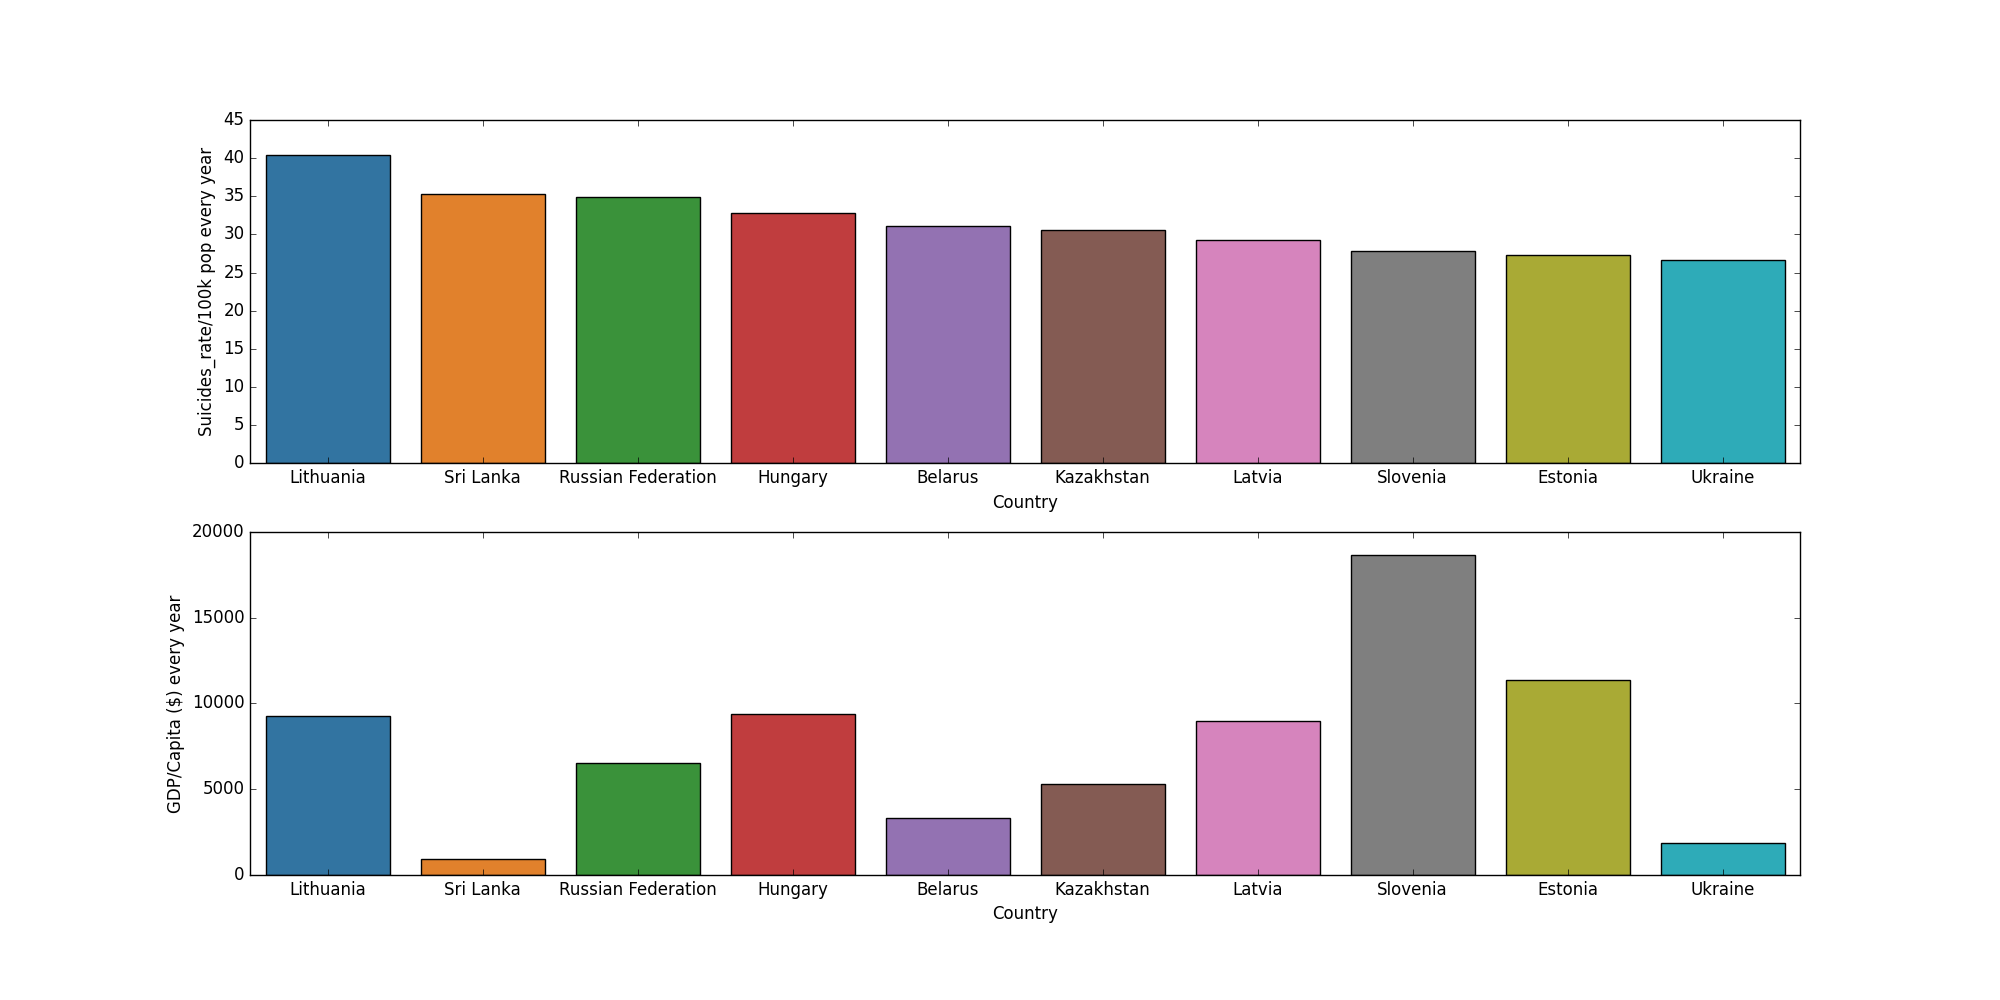 Suicides_rate/100k pop every year
45
40
35
30
25
20
15
10
5
0
Lithuania Sri Lanka Russian Federation Hungary Belarus Kazakhstan Latvia Slovenia Estonia Ukraine
Country
GDP/Capita ($) every year
20000
15000
10000
5000
0
Lithuania Sri Lanka Russian Federation Hungary Belarus Kazakhstan Latvia Slovenia Estonia Ukraine
Country